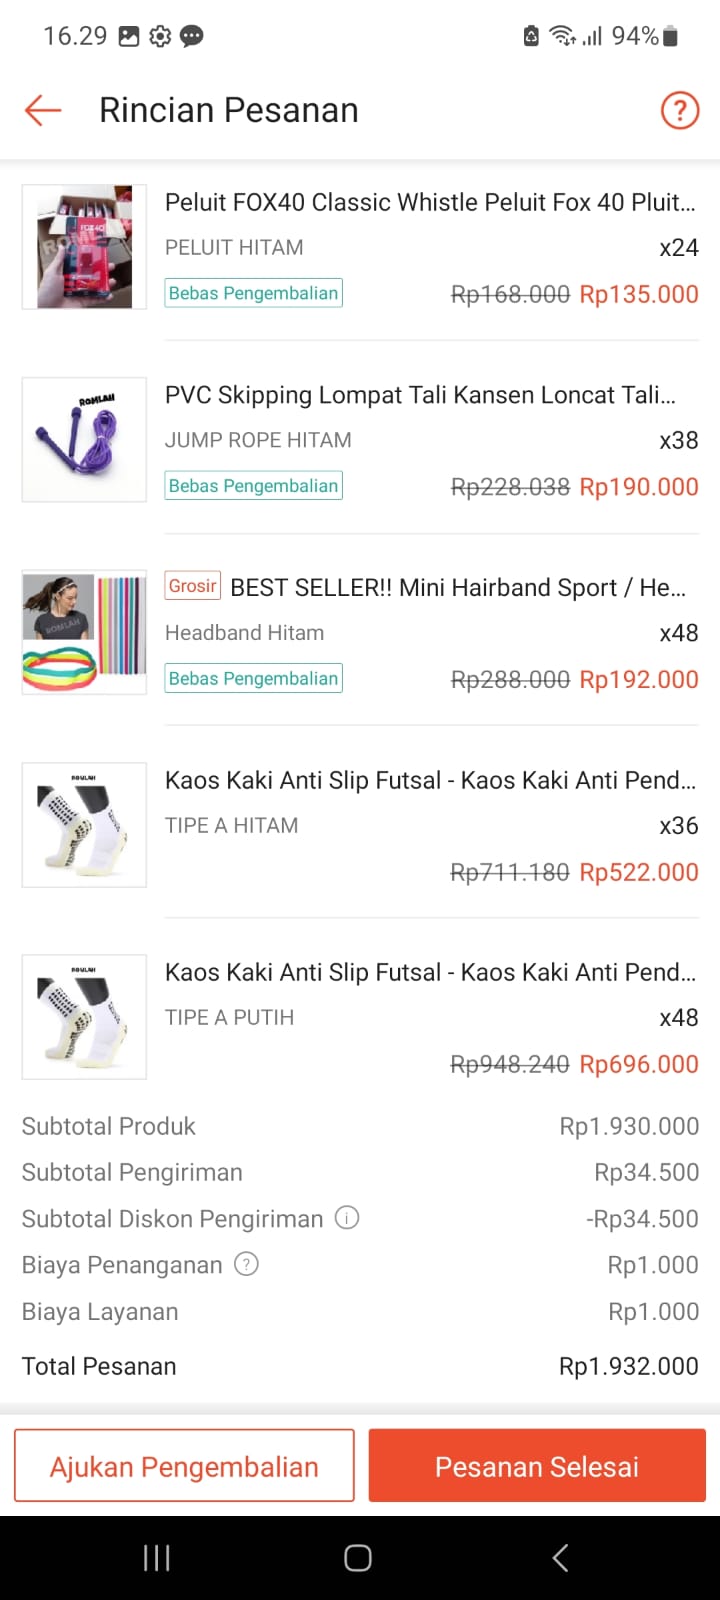 16.29
94%
Rincian Pesanan
?
Peluit FOX40 Classic Whistle Peluit Fox 40 Pluit...
PELUIT HITAM
x24
Bebas Pengembalian
Rp168.000 Rp135.000
ROMLAH
PVC Skipping Lompat Tali Kansen Loncat Tali...
JUMP ROPE HITAM
x38
Bebas Pengembalian
Rp228.038 Rp190.000
Grosir BEST SELLER!! Mini Hairband Sport / He...
ROMLAH
Headband Hitam
x48
Bebas Pengembalian
Rp288.000 Rp192.000
ROMLAH
Kaos Kaki Anti Slip Futsal - Kaos Kaki Anti Pend...
TIPE A HITAM
x36
Rp711.180 Rp522.000
ROMLAH
Kaos Kaki Anti Slip Futsal - Kaos Kaki Anti Pend...
TIPE A PUTIH
x48
Rp948.240 Rp696.000
Subtotal Produk Rp1.930.000
Subtotal Pengiriman Rp34.500
Subtotal Diskon Pengiriman i -Rp34.500
Biaya Penanganan ? Rp1.000
Biaya Layanan Rp1.000
Total Pesanan Rp1.932.000
Ajukan Pengembalian
Pesanan Selesai